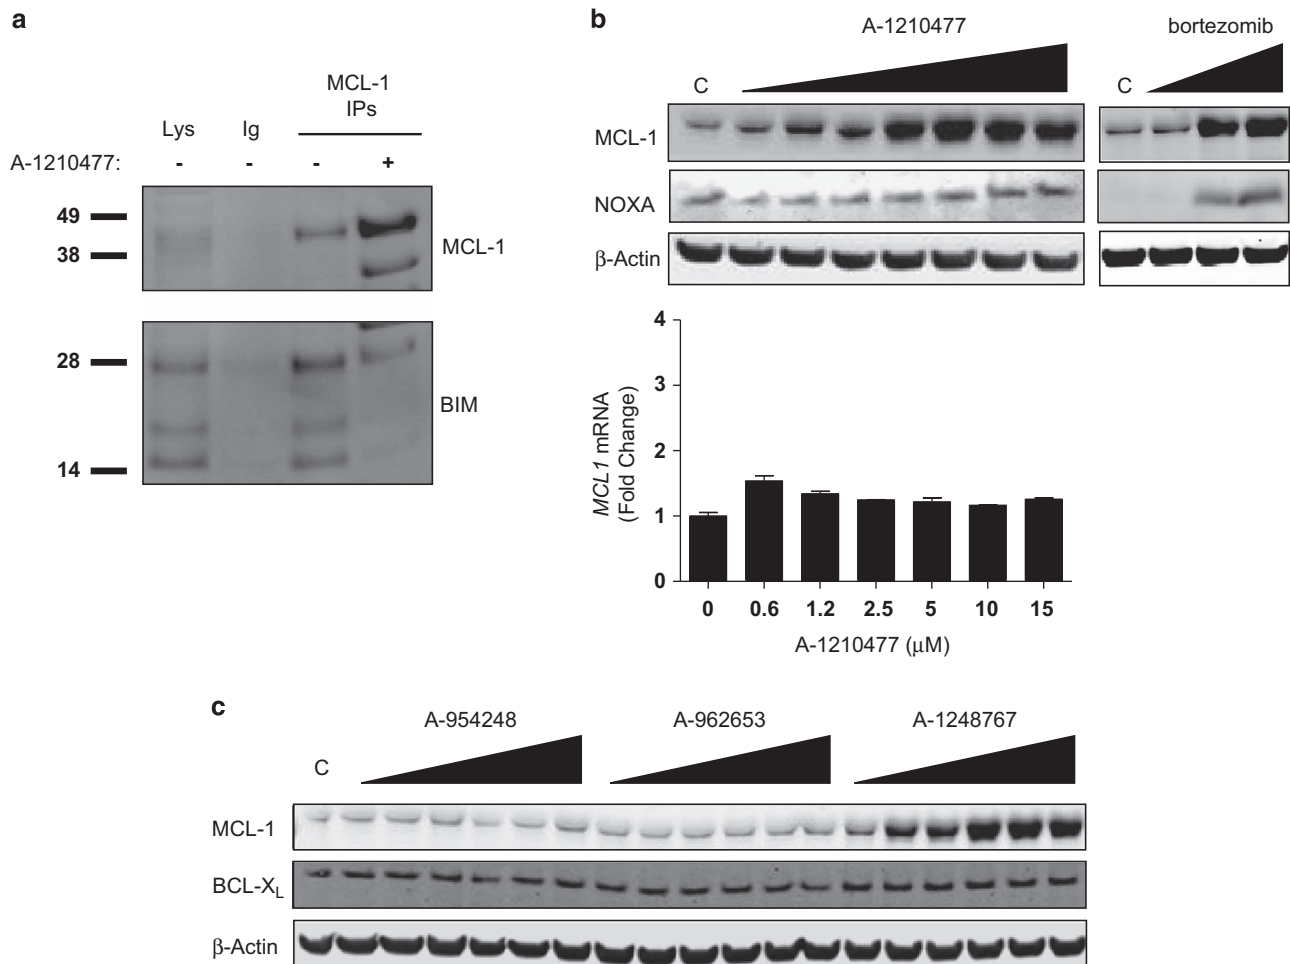 a
MCL-1
IPs
Lys Ig
A-1210477: - - - +
49
38
MCL-1
28
14
BIM
b
A-1210477 bortezomib
C C
MCL-1
NOXA
β-Actin
4
3
2
1
0
MCL1 mRNA
(Fold Change)
0 0.6 1.2 2.5 5 10 15
A-1210477 (μM)
c
A-954248 A-962653 A-1248767
C
MCL-1
BCL-XL
β-Actin